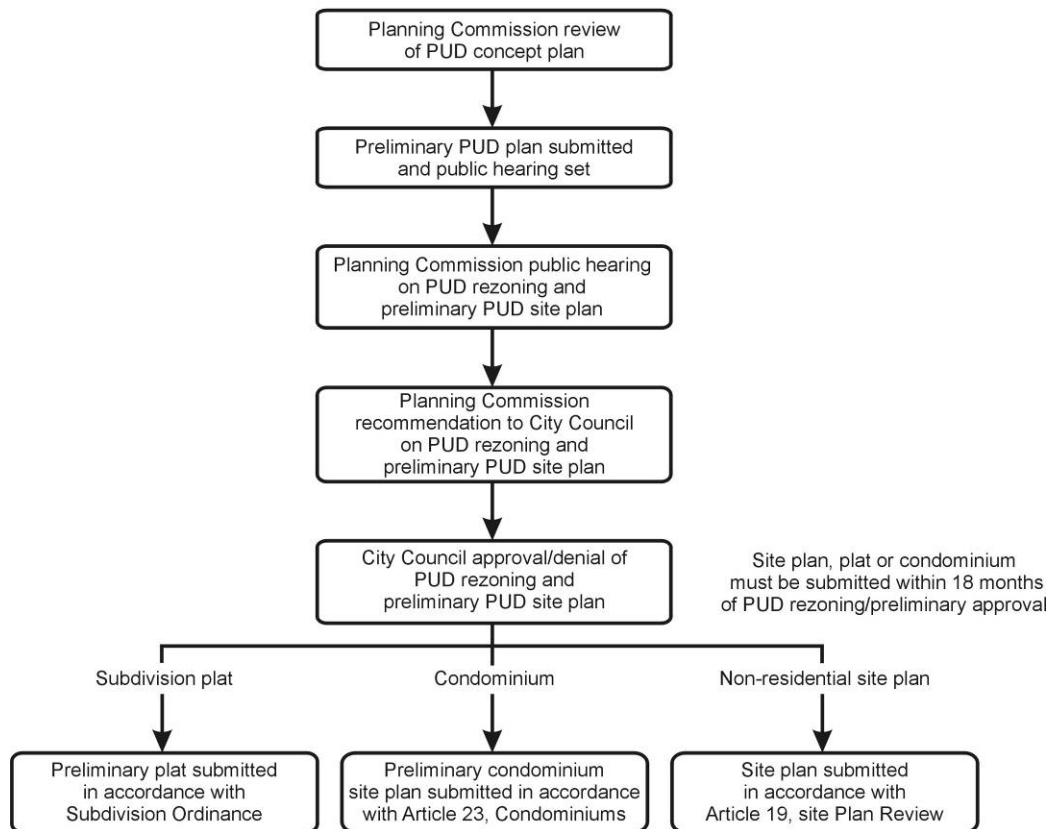 Planning Commission review
of PUD concept plan
Preliminary PUD plan submitted
and public hearing set
Planning Commission public hearing
on PUD rezoning and
preliminary PUD site plan
Planning Commission
recommendation to City Council
on PUD rezoning and
preliminary PUD site plan
City Council approval/denial of
PUD rezoning and
preliminary PUD site plan
Site plan, plat or condominium
must be submitted within 18 months
of PUD rezoning/preliminary approval
Subdivision plat
Condominium
Non-residential site plan
Preliminary plat submitted
in accordance with
Subdivision Ordinance
Preliminary condominium
site plan submitted in accordance
with Article 23, Condominiums
Site plan submitted
in accordance with
Article 19, site Plan Review